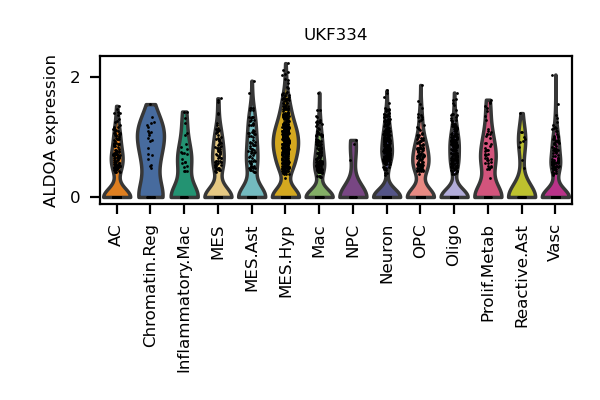 UKF334
ALDOA expression
2
0
AC
Chromatin.Reg
Inflammatory.Mac
MES
MES.Ast
MES.Hyp
Mac
NPC
Neuron
OPC
Oligo
Prolif.Metab
Reactive.Ast
Vasc